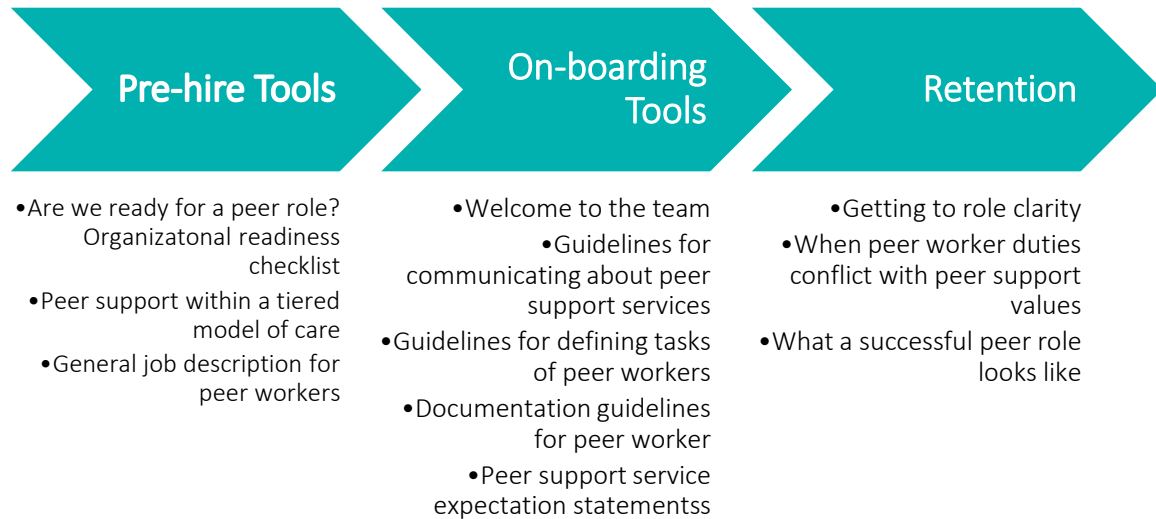 Pre-hire Tools
•Are we ready for a peer role?
Organizatonal readiness
checklist
•Peer support within a tiered
model of care
•General job description for
peer workers
On-boarding
Tools
•Welcome to the team
•Guidelines for
communicating about peer
support services
•Guidelines for defining tasks
of peer workers
•Documentation guidelines
for peer worker
•Peer support service
expectation statementss
Retention
•Getting to role clarity
•When peer worker duties
conflict with peer support
values
•What a successful peer role
looks like